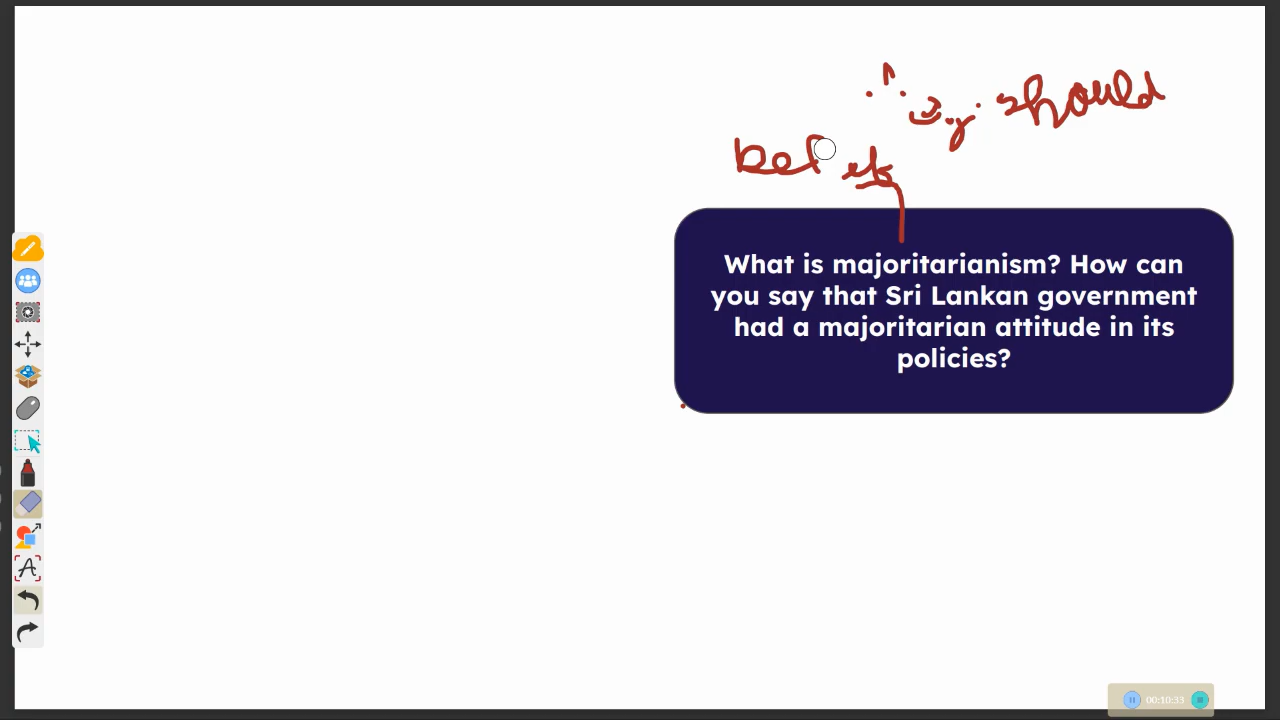 should
What is majoritarianism? How can
you say that Sri Lankan government
had a majoritarian attitude in its
policies?
00:10:33